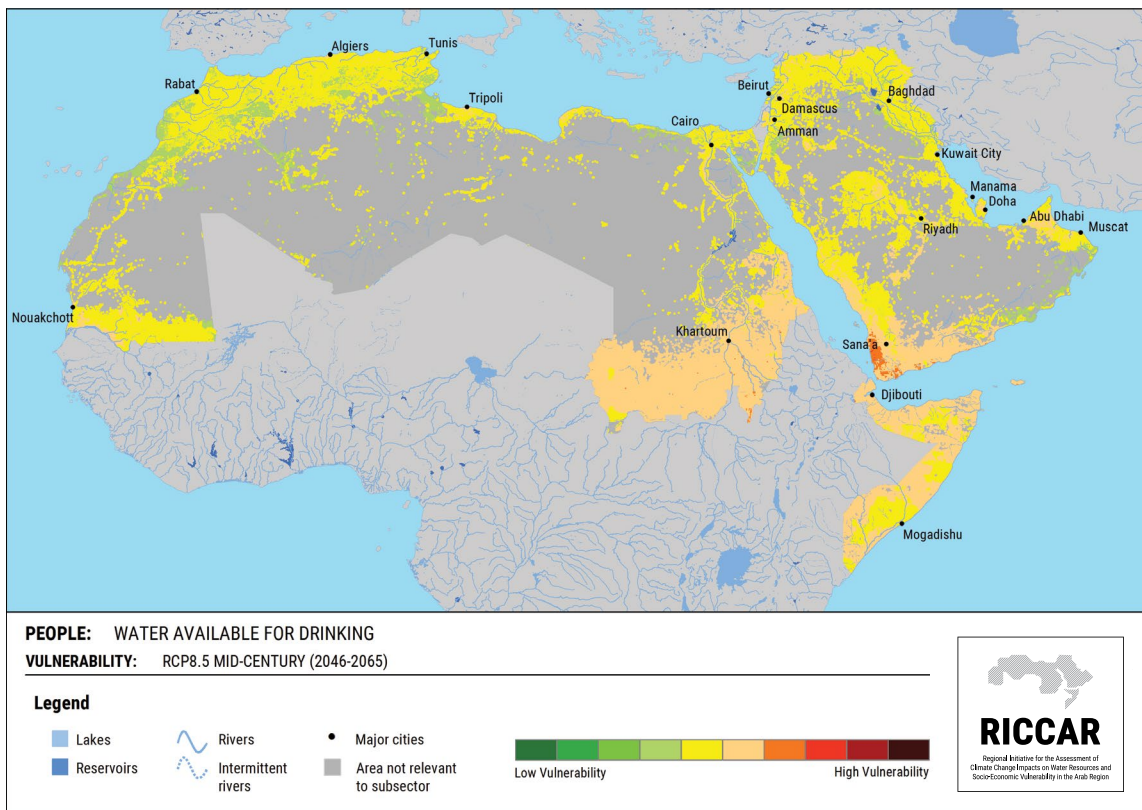 Algiers
Tunis
Rabat
Tripoli
Beirut
Baghdad
Damascus
Cairo
Amman
Kuwait City
Manama
Doha
Abu Dhabi
Riyadh
Muscat
Nouakchott
Khartoum
Sana'a
Djibouti
Mogadishu
PEOPLE: WATER AVAILABLE FOR DRINKING
VULNERABILITY: RCP8.5 MID-CENTURY (2046-2065)
Legend
Lakes
Rivers
Major cities
Reservoirs
Intermittent
rivers
Area not relevant
to subsector
Low Vulnerability
High Vulnerability
RICCAR
Regional Initiative for the Assessment of
Climate Change Impacts on Water Resources and
Socio-Economic Vulnerability in the Arab Region